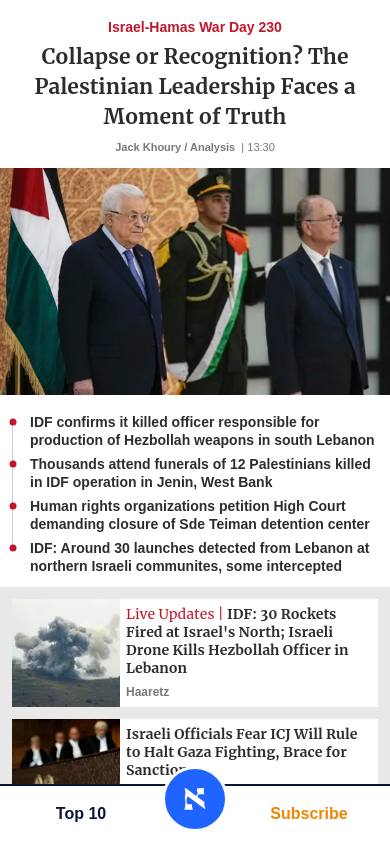 Israel-Hamas War Day 230
Collapse or Recognition? The
Palestinian Leadership Faces a
Moment of Truth
Jack Khoury / Analysis | 13:30
IDF confirms it killed officer responsible for
production of Hezbollah weapons in south Lebanon
Thousands attend funerals of 12 Palestinians killed
in IDF operation in Jenin, West Bank
Human rights organizations petition High Court
demanding closure of Sde Teiman detention center
IDF: Around 30 launches detected from Lebanon at
northern Israeli communites, some intercepted
Live Updates | IDF: 30 Rockets
Fired at Israel's North; Israeli
Drone Kills Hezbollah Officer in
Lebanon
Haaretz
Israeli Officials Fear ICJ Will Rule
to Halt Gaza Fighting, Brace for
Sanction
Top 10
א
Subscribe